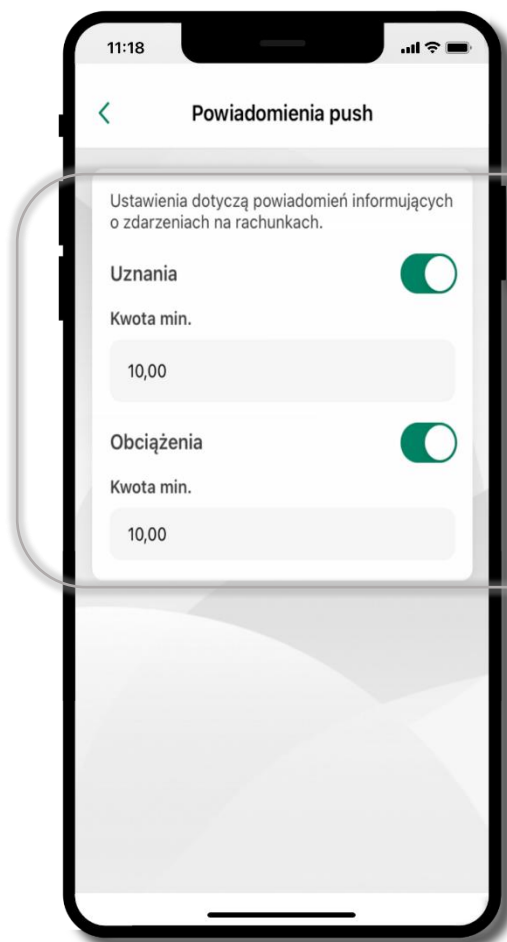 11:18
Powiadomienia push
Ustawienia dotyczą powiadomień informujących
o zdarzeniach na rachunkach.
Uznania
Kwota min.
10,00
Obciążenia
Kwota min.
10,00